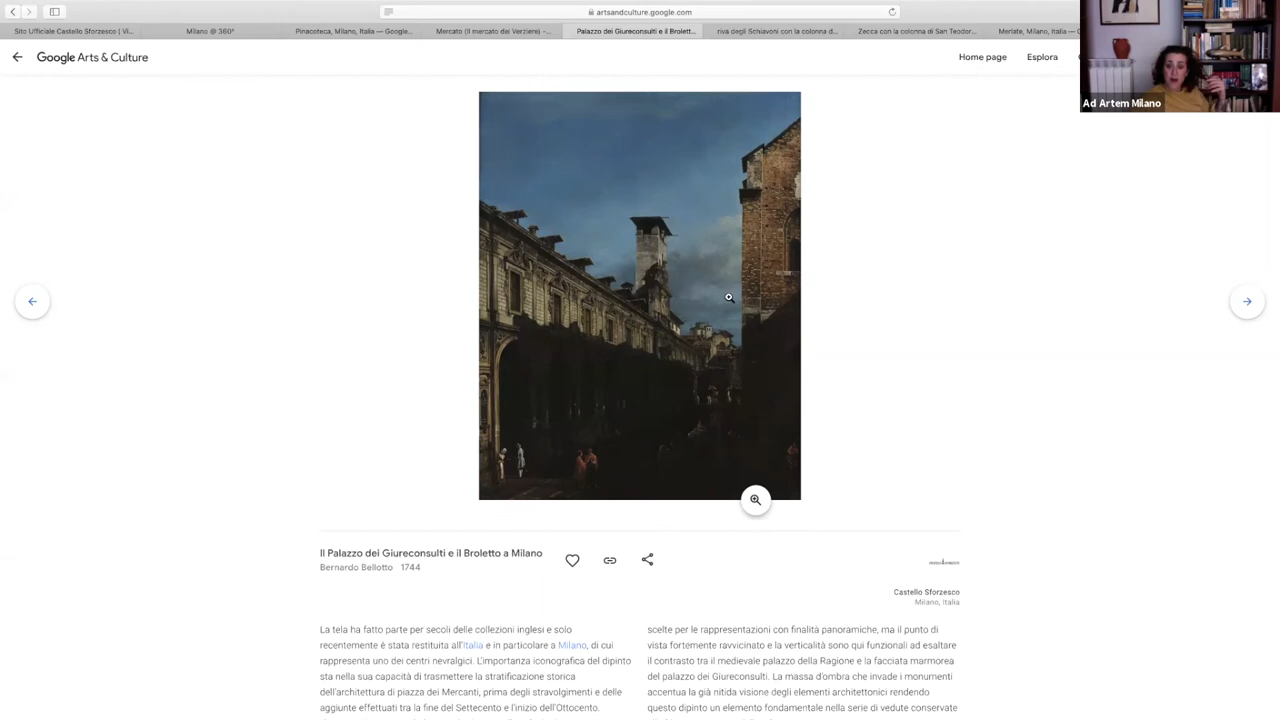 artsandculture.google.com
Sito Ufficiale Castello Sforzesco | Vi...
Milano @ 360°
Pinacoteca, Milano, Italia — Google...
Mercato (Il mercato dei Verziere) -...
Palazzo dei Giureconsulti e il Brolett...
riva degli Schiavoni con la colonna d...
Zecca con la colonna di San Teodor...
Merlate, Milano, Italia —
Google Arts & Culture
Home page
Esplora
Ad Artem Milano
Il Palazzo dei Giureconsulti e il Broletto a Milano
Bernardo Bellotto 1744
Castello Sforzesco
Milano, Italia
La tela ha fatto parte per secoli delle collezioni inglesi e solo
recentemente è stata restituita all'Italia e in particolare a Milano, di cui
rappresenta uno dei centri nevralgici. L'importanza iconografica del dipinto
sta nella sua capacità di trasmettere la stratificazione storica
dell'architettura di piazza dei Mercanti, prima degli stravolgimenti e delle
aggiunte effettuati tra la fine del Settecento e l'inizio dell'Ottocento.
scelte per le rappresentazioni con finalità panoramiche, ma il punto di
vista fortemente ravvicinato e la verticalità sono qui funzionali ad esaltare
il contrasto tra il medievale palazzo della Ragione e la facciata marmorea
del palazzo dei Giureconsulti. La massa d'ombra che invade i monumenti
accentua la già nitida visione degli elementi architettonici rendendo
questo dipinto un elemento fondamentale nella serie di vedute conservate